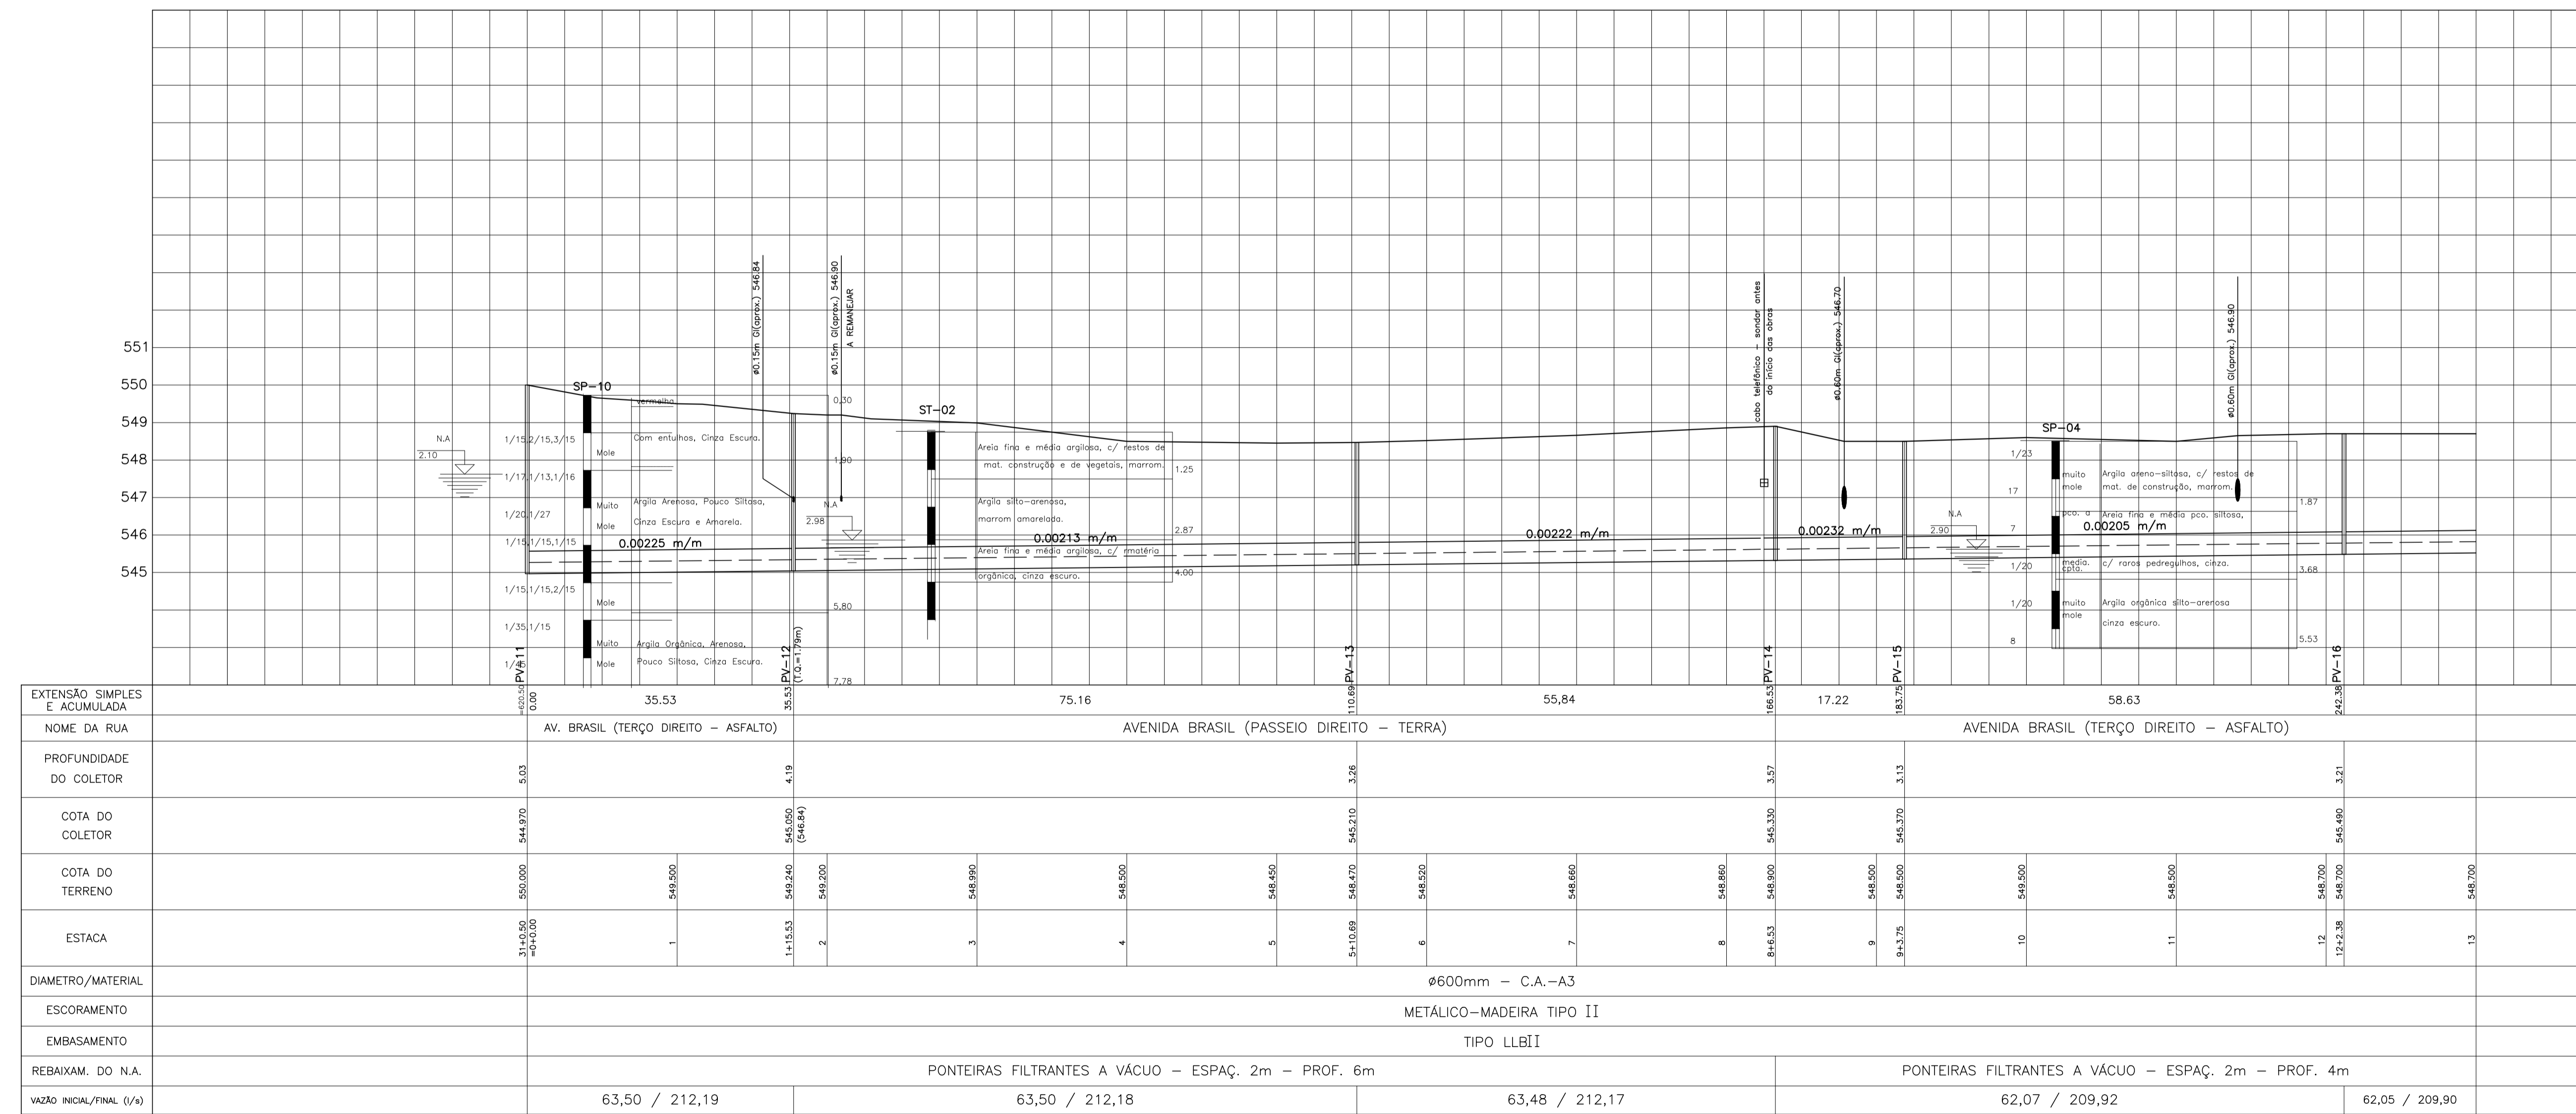 551
550
549
548
547
546
545
N.A
2.10
1/15,2/15,3/15
1/17,1/13,1/16
1/20,1/27
1/15,1/15,1/15
1/15,1/15,2/15
1/35,1/15
1/45
SP-10
Mole
Muito
Mole
Mole
Muito
Mole
vermelha
Com entulhos, Cinza Escura.
Argila Arenosa, Pouco Siltosa,
Cinza Escura e Amarela.
0.00225 m/m
Argila Orgânica, Arenosa,
Pouco Siltosa, Cinza Escura.
0,30
1,90
5,80
7,78
ø0.15m GI(aprox.) 546.84
ø0.15m GI(aprox.) 546.90
A REMANEJAR
N.A
2.98
ST-02
Areia fina e média argilosa, c/ restos de
mat. construção e de vegetais, marrom.
1.25
Argila silto-arenosa,
marrom amarelada.
2.87
0.00213 m/m
Areia fina e média argilosa, c/ rmatéria
orgânica, cinza escuro.
4.00
0.00222 m/m
cabo telefônico - sondar antes
do início das obras
ø0.60m GI(aprox.) 546.70
0.00232 m/m
N.A
2.90
SP-04
1/23
17
7
1/20
1/20
8
muito
mole
pco. a
media.
cpta.
muito
mole
Argila areno-siltosa, c/ restos de
mat. de construção, marrom.
1.87
Areia fina e média pco. siltosa,
0.00205 m/m
c/ raros pedregulhos, cinza.
3.68
Argila orgânica silto-arenosa
cinza escuro.
5.53
ø0.60m GI(aprox.) 546.90
PV-11
PV-12
(T.Q.=1.79m)
PV-13
PV-14
PV-15
PV-16
EXTENSÃO SIMPLES
E ACUMULADA
=620.50
0.00
35.53
35.53
75.16
110.69
55,84
166.53
17.22
183.75
58.63
242.38
NOME DA RUA
AV. BRASIL (TERÇO DIREITO - ASFALTO)
AVENIDA BRASIL (PASSEIO DIREITO - TERRA)
AVENIDA BRASIL (TERÇO DIREITO - ASFALTO)
PROFUNDIDADE
DO COLETOR
5.03
4.19
3.26
3.57
3.13
3.21
COTA DO
COLETOR
544.970
545.050
(546.84)
545.210
545.330
545.370
545.490
COTA DO
TERRENO
550.000
549.500
549.240
549.200
548.990
548.500
548.450
548.470
548.520
548.660
548.860
548.900
548.500
548.500
549.500
548.500
548.700
548.700
548.700
ESTACA
31+0.50
=0+0.00
1
1+15.53
2
3
4
5
5+10.69
6
7
8
8+6.53
9
9+3.75
10
11
12
12+2.38
13
DIAMETRO/MATERIAL
ø600mm - C.A.-A3
ESCORAMENTO
METÁLICO-MADEIRA TIPO II
EMBASAMENTO
TIPO LLBII
REBAIXAM. DO N.A.
PONTEIRAS FILTRANTES A VÁCUO - ESPAÇ. 2m - PROF. 6m
PONTEIRAS FILTRANTES A VÁCUO - ESPAÇ. 2m - PROF. 4m
VAZÃO INICIAL/FINAL (l/s)
63,50 / 212,19
63,50 / 212,18
63,48 / 212,17
62,07 / 209,92
62,05 / 209,90